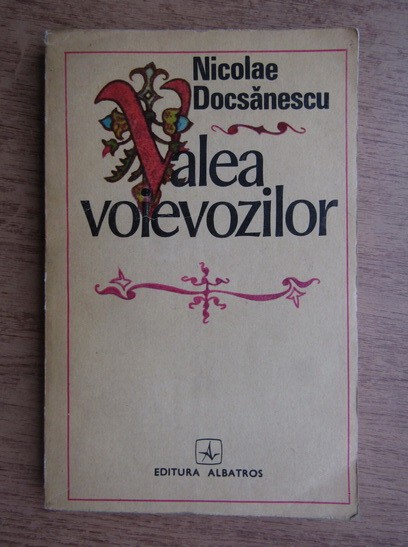 Nicolae
Docsănescu
Valea
voievozilor
EDITURA ALBATROS